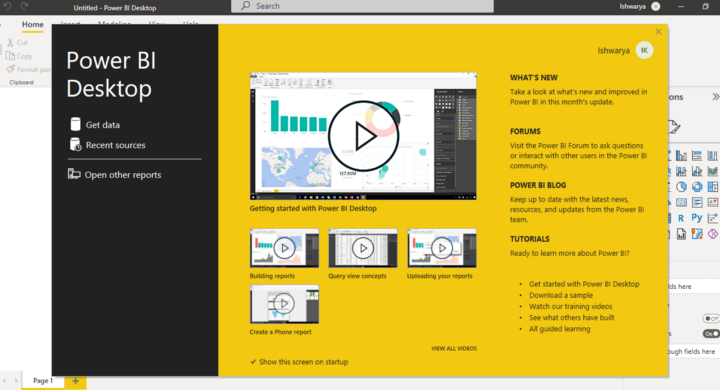 Untitled - Power BI Desktop
Search
Ishwarya
Home
Insert
Modeling
Cut
Copy
Format pain
Clipboard
Power BI
Desktop
Get data
Recent sources
Open other reports
Ishwarya
IK
Getting started with Power BI Desktop
Building reports
Query view concepts
Uploading your reports
Create a Phone report
VIEW ALL VIDEOS
Show this screen on startup
WHAT'S NEW
Take a look at what's new and improved in
Power BI in this month's update.
FORUMS
Visit the Power BI Forum to ask questions
or interact with other users in the Power BI
community.
POWER BI BLOG
Keep up to date with the latest news,
resources, and updates from the Power BI
team.
TUTORIALS
Ready to learn more about Power BI?
• Get started with Power BI Desktop
• Download a sample
• Watch our training videos
• See what others have built
• All guided learning
ons
R
Py
elds here
Off
On
ough fields here
Page 1